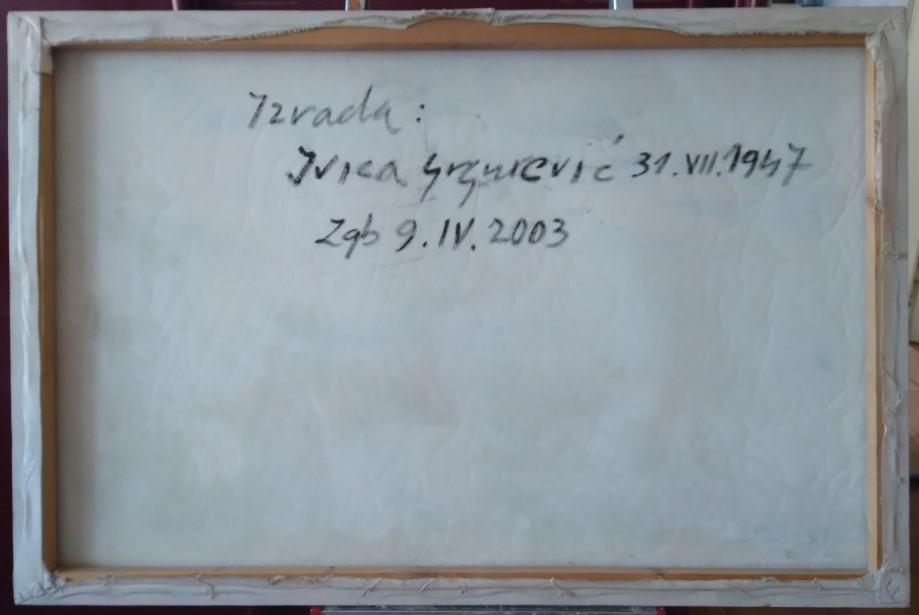 Izrada:
Ivica Grgurević 31.VII.1947
Zgb 9.IV.2003